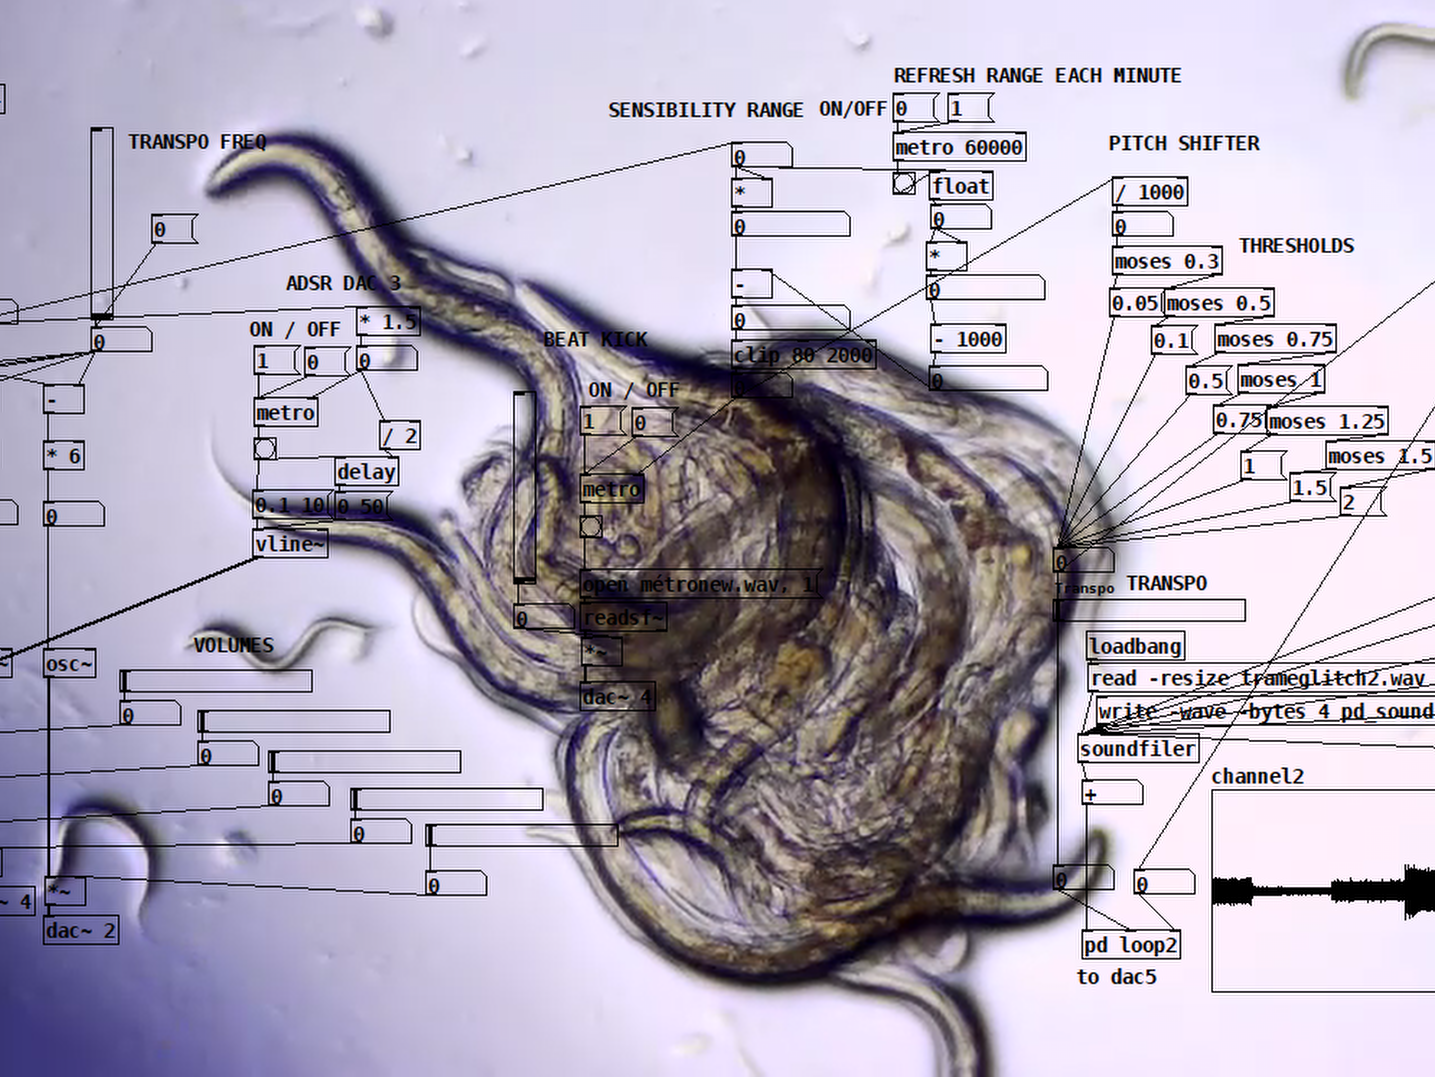 REFRESH RANGE EACH MINUTE
SENSIBILITY RANGE ON/OFF 0 1
TRANSPO FREQ
metro 60000
PITCH SHIFTER
0
float
*
/ 1000
0
0
0
0
*
THRESHOLDS
moses 0.3
ADSR DAC 3
-
0
0.05 moses 0.5
ON / OFF
* 1.5
0
0
BEAT KICK
- 1000
0.1 moses 0.75
1 0 0
clip 80 2000
0
0
0.5 moses 1
-
metro
ON / OFF
1 0
0.75 moses 1.25
/ 2
* 6
delay
1
moses 1.5
metro
1.5
2
0
0.1 10 0 50
vline~
0
Transpo
TRANSPO
open métronew.wav, 1
0
readsf~
VOLUMES
*~
loadbang
osc~
dac~ 4
read -resize frameglitch2.wav
0
write -wave -bytes 4 pd sound
0
soundfiler
0
channel2
+
0
0
0
0
~ 4
*~
dac~ 2
pd loop2
to dac5